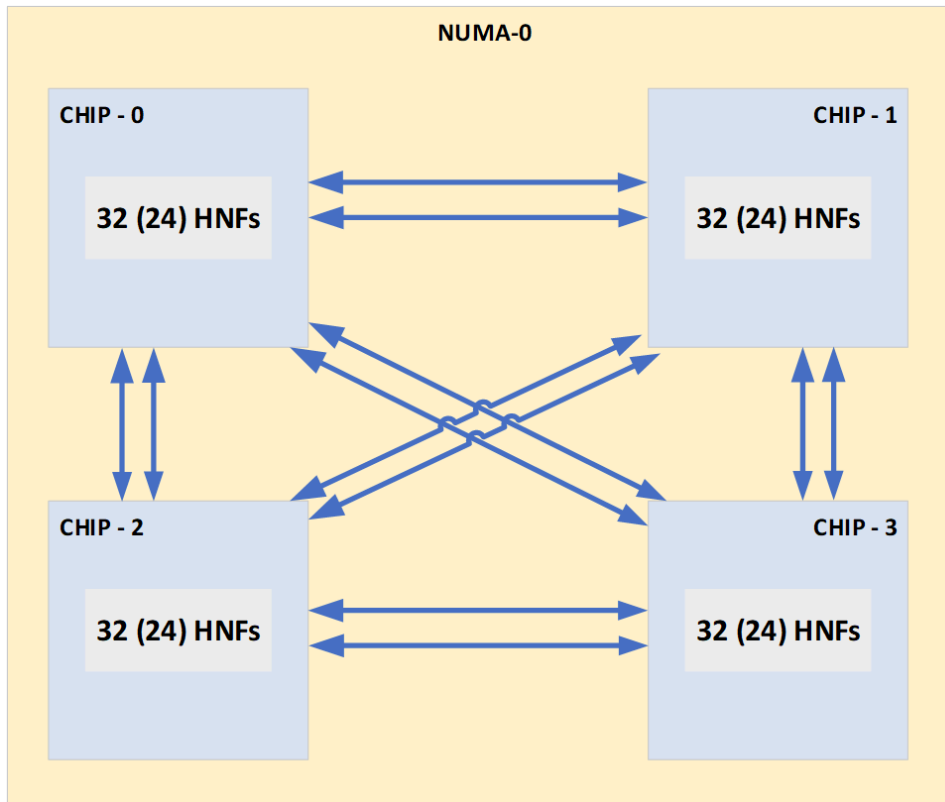 NUMA-0
CHIP - 0
CHIP - 1
32 (24) HNFs
32 (24) HNFs
CHIP - 2
CHIP - 3
32 (24) HNFs
32 (24) HNFs